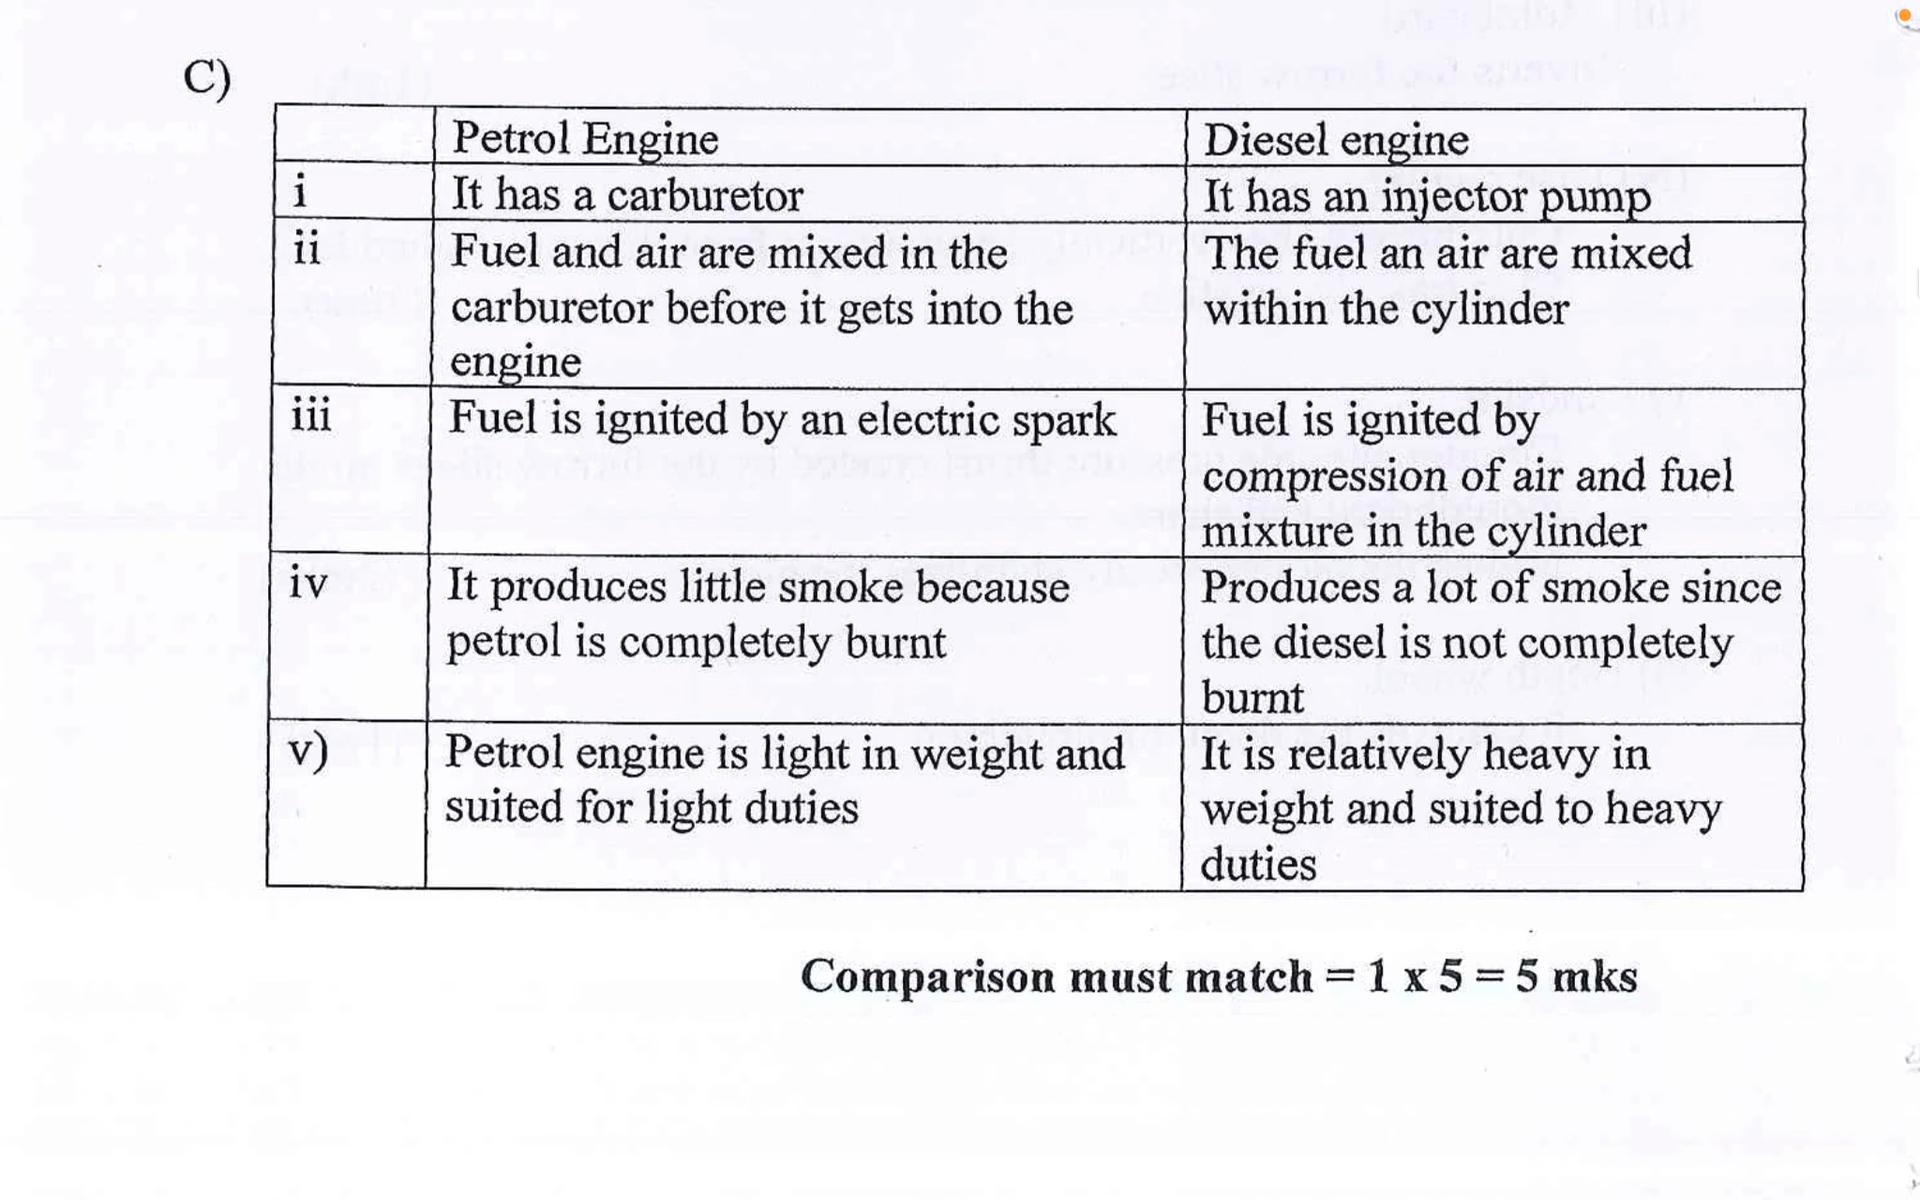 C)
Petrol Engine
Diesel engine
i
It has a carburetor
It has an injector pump
ii
Fuel and air are mixed in the
carburetor before it gets into the
engine
The fuel an air are mixed
within the cylinder
iii
Fuel is ignited by an electric spark
Fuel is ignited by
compression of air and fuel
mixture in the cylinder
iv
It produces little smoke because
petrol is completely burnt
Produces a lot of smoke since
the diesel is not completely
burnt
v)
Petrol engine is light in weight and
suited for light duties
It is relatively heavy in
weight and suited to heavy
duties
Comparison must match = 1 x 5 = 5 mks